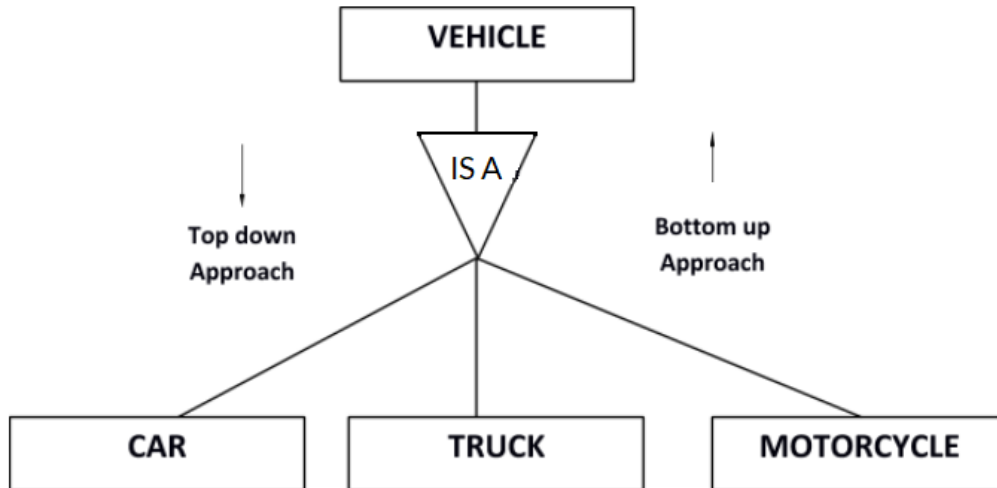 VEHICLE
IS A
Top down
Approach
Bottom up
Approach
CAR
TRUCK
MOTORCYCLE